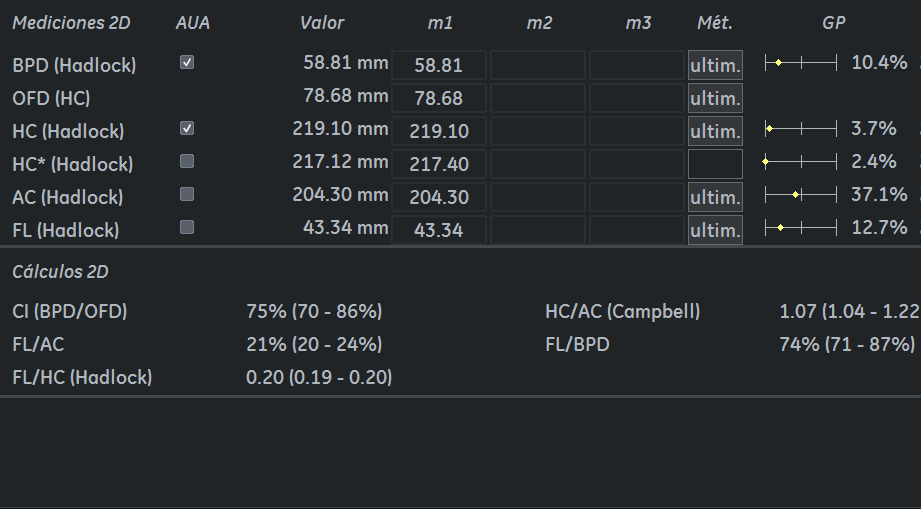 Mediciones 2D AUA Valor m1 m2 m3 Mét. GP
BPD (Hadlock) 58.81 mm 58.81 ultim. 10.4%
OFD (HC) 78.68 mm 78.68 ultim.
HC (Hadlock) 219.10 mm 219.10 ultim. 3.7%
HC* (Hadlock) 217.12 mm 217.40 2.4%
AC (Hadlock) 204.30 mm 204.30 ultim. 37.1%
FL (Hadlock) 43.34 mm 43.34 ultim. 12.7%
Cálculos 2D
CI (BPD/OFD) 75% (70 - 86%) HC/AC (Campbell) 1.07 (1.04 - 1.22
FL/AC 21% (20 - 24%) FL/BPD 74% (71 - 87%)
FL/HC (Hadlock) 0.20 (0.19 - 0.20)